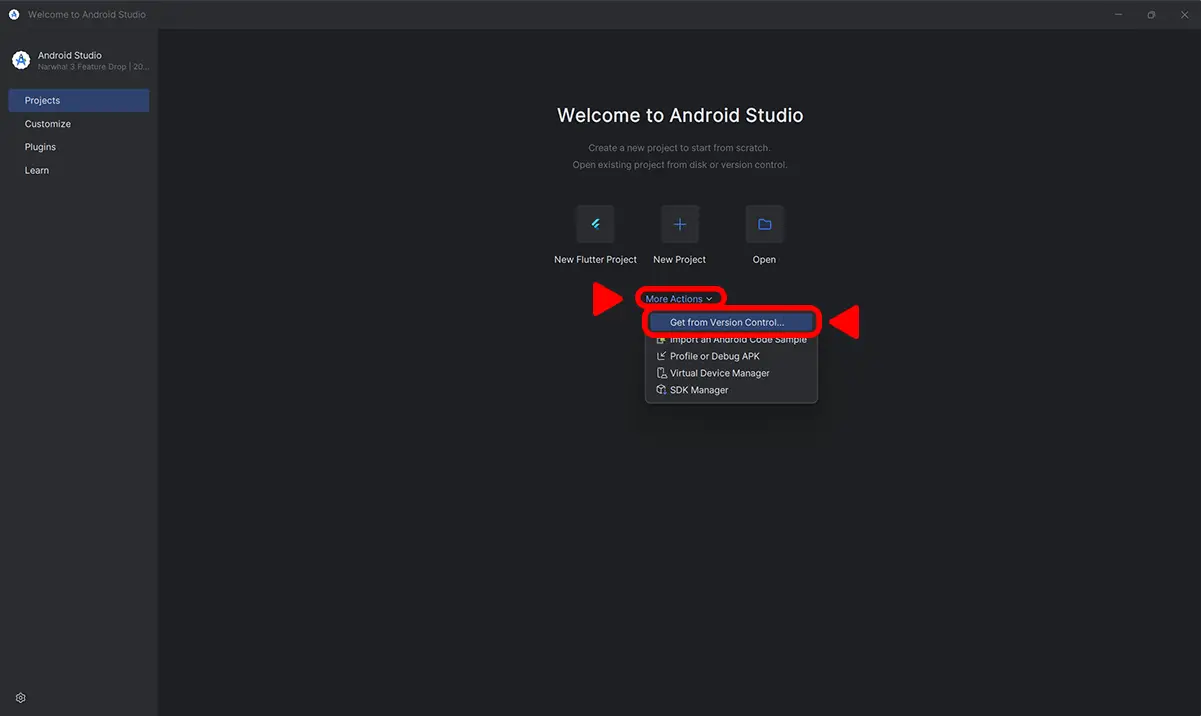 Welcome to Android Studio
Android Studio
Narwhal 3 Feature Drop | 20...
Projects
Customize
Plugins
Learn
Welcome to Android Studio
Create a new project to start from scratch.
Open existing project from disk or version control.
New Flutter Project
New Project
Open
More Actions
Get from Version Control...
Import an Android Code Sample
Profile or Debug APK
Virtual Device Manager
SDK Manager